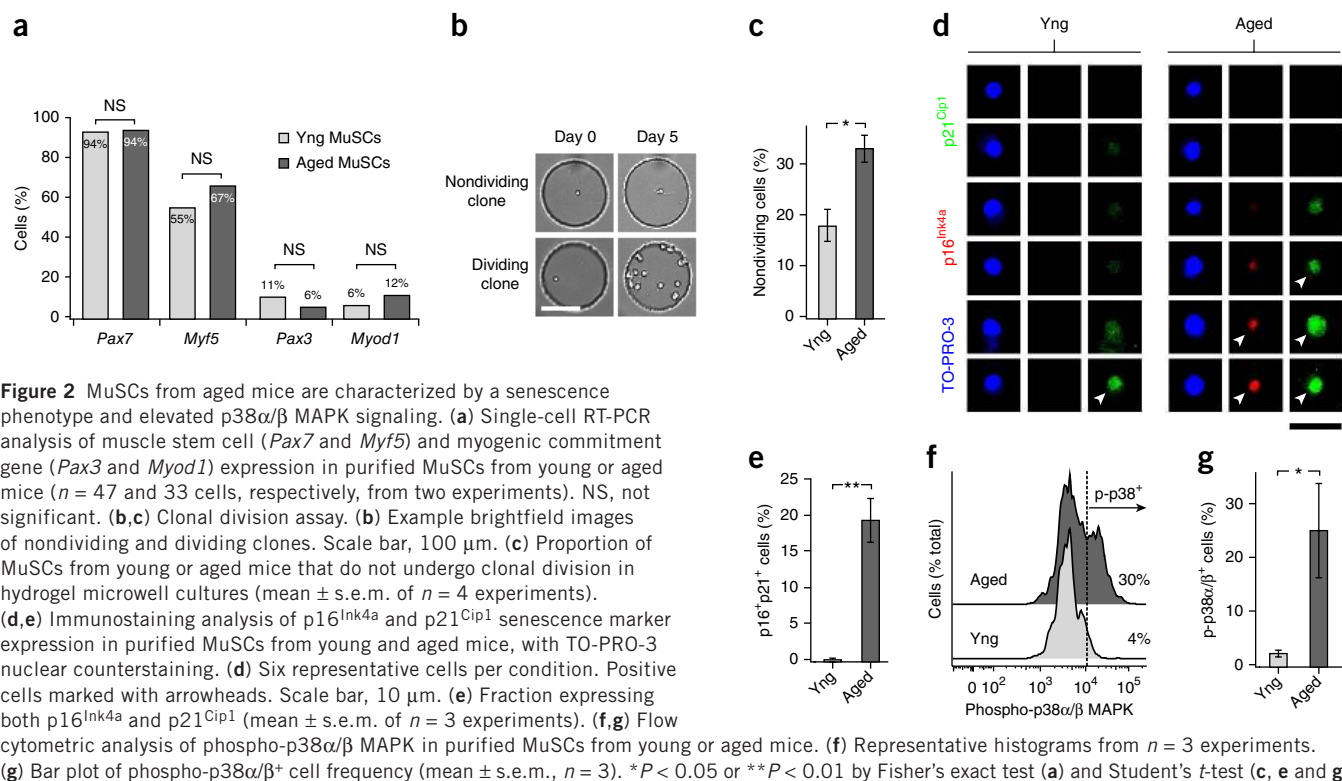 a
NS
NS
NS
NS
Yng MuSCs
Aged MuSCs
Cells (%)
100
80
60
40
20
0
94%
94%
55%
67%
11%
6%
6%
12%
Pax7
Myf5
Pax3
Myod1
b
Day 0
Day 5
Nondividing
clone
Dividing
clone
c
*
Nondividing cells (%)
30
20
10
0
Yng
Aged
d
Yng
Aged
p21Cip1
p16Ink4a
TO-PRO-3
Figure 2 MuSCs from aged mice are characterized by a senescence
phenotype and elevated p38α/β MAPK signaling. (a) Single-cell RT-PCR
analysis of muscle stem cell (Pax7 and Myf5) and myogenic commitment
gene (Pax3 and Myod1) expression in purified MuSCs from young or aged
mice (n = 47 and 33 cells, respectively, from two experiments). NS, not
significant. (b,c) Clonal division assay. (b) Example brightfield images
of nondividing and dividing clones. Scale bar, 100 μm. (c) Proportion of
MuSCs from young or aged mice that do not undergo clonal division in
hydrogel microwell cultures (mean ± s.e.m. of n = 4 experiments).
(d,e) Immunostaining analysis of p16Ink4a and p21Cip1 senescence marker
expression in purified MuSCs from young and aged mice, with TO-PRO-3
nuclear counterstaining. (d) Six representative cells per condition. Positive
cells marked with arrowheads. Scale bar, 10 μm. (e) Fraction expressing
both p16Ink4a and p21Cip1 (mean ± s.e.m. of n = 3 experiments). (f,g) Flow
cytometric analysis of phospho-p38α/β MAPK in purified MuSCs from young or aged mice. (f) Representative histograms from n = 3 experiments.
(g) Bar plot of phospho-p38α/β+ cell frequency (mean ± s.e.m., n = 3). *P < 0.05 or **P < 0.01 by Fisher's exact test (a) and Student's t-test (c, e and g
e
**
p16+p21+ cells (%)
25
20
15
10
5
0
Yng
Aged
f
p-p38+
Cells (% total)
Aged
30%
Yng
4%
0 10² 10³ 10⁴ 10⁵
Phospho-p38α/β MAPK
g
*
p-p38α/β+ cells (%)
30
20
10
0
Yng
Aged